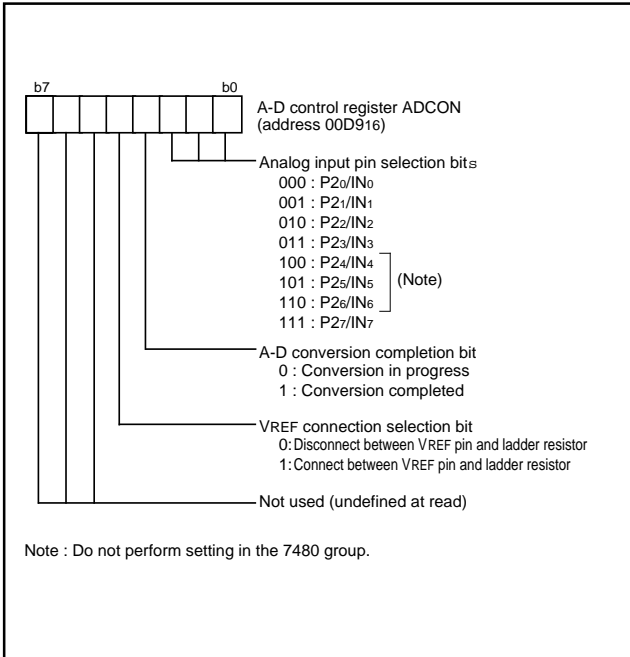 b7 b0
A-D control register ADCON
(address 00D916)
Analog input pin selection bits
000 : P20/IN0
001 : P21/IN1
010 : P22/IN2
011 : P23/IN3
100 : P24/IN4
101 : P25/IN5 (Note)
110 : P26/IN6
111 : P27/IN7
A-D conversion completion bit
0 : Conversion in progress
1 : Conversion completed
VREF connection selection bit
0: Disconnect between VREF pin and ladder resistor
1: Connect between VREF pin and ladder resistor
Not used (undefined at read)
Note : Do not perform setting in the 7480 group.